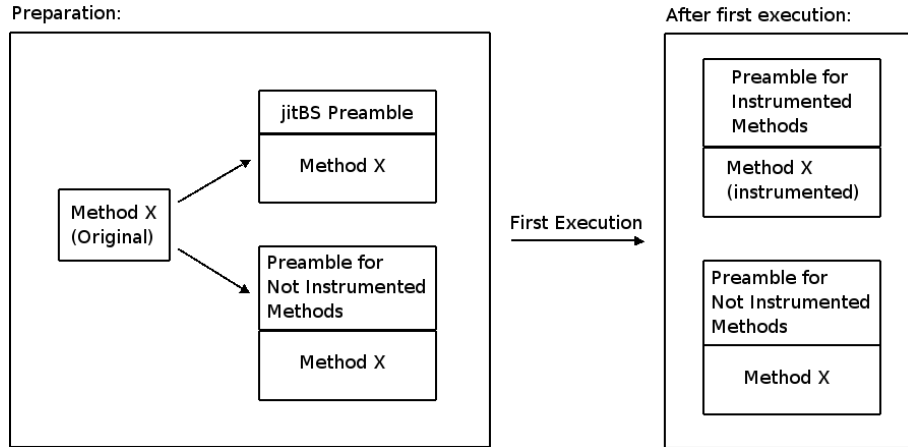 Preparation:
jitBS Preamble
Method X
Method X
(Original)
Preamble for
Not Instrumented
Methods
Method X
First Execution
After first execution:
Preamble for
Instrumented
Methods
Method X
(instrumented)
Preamble for
Not Instrumented
Methods
Method X